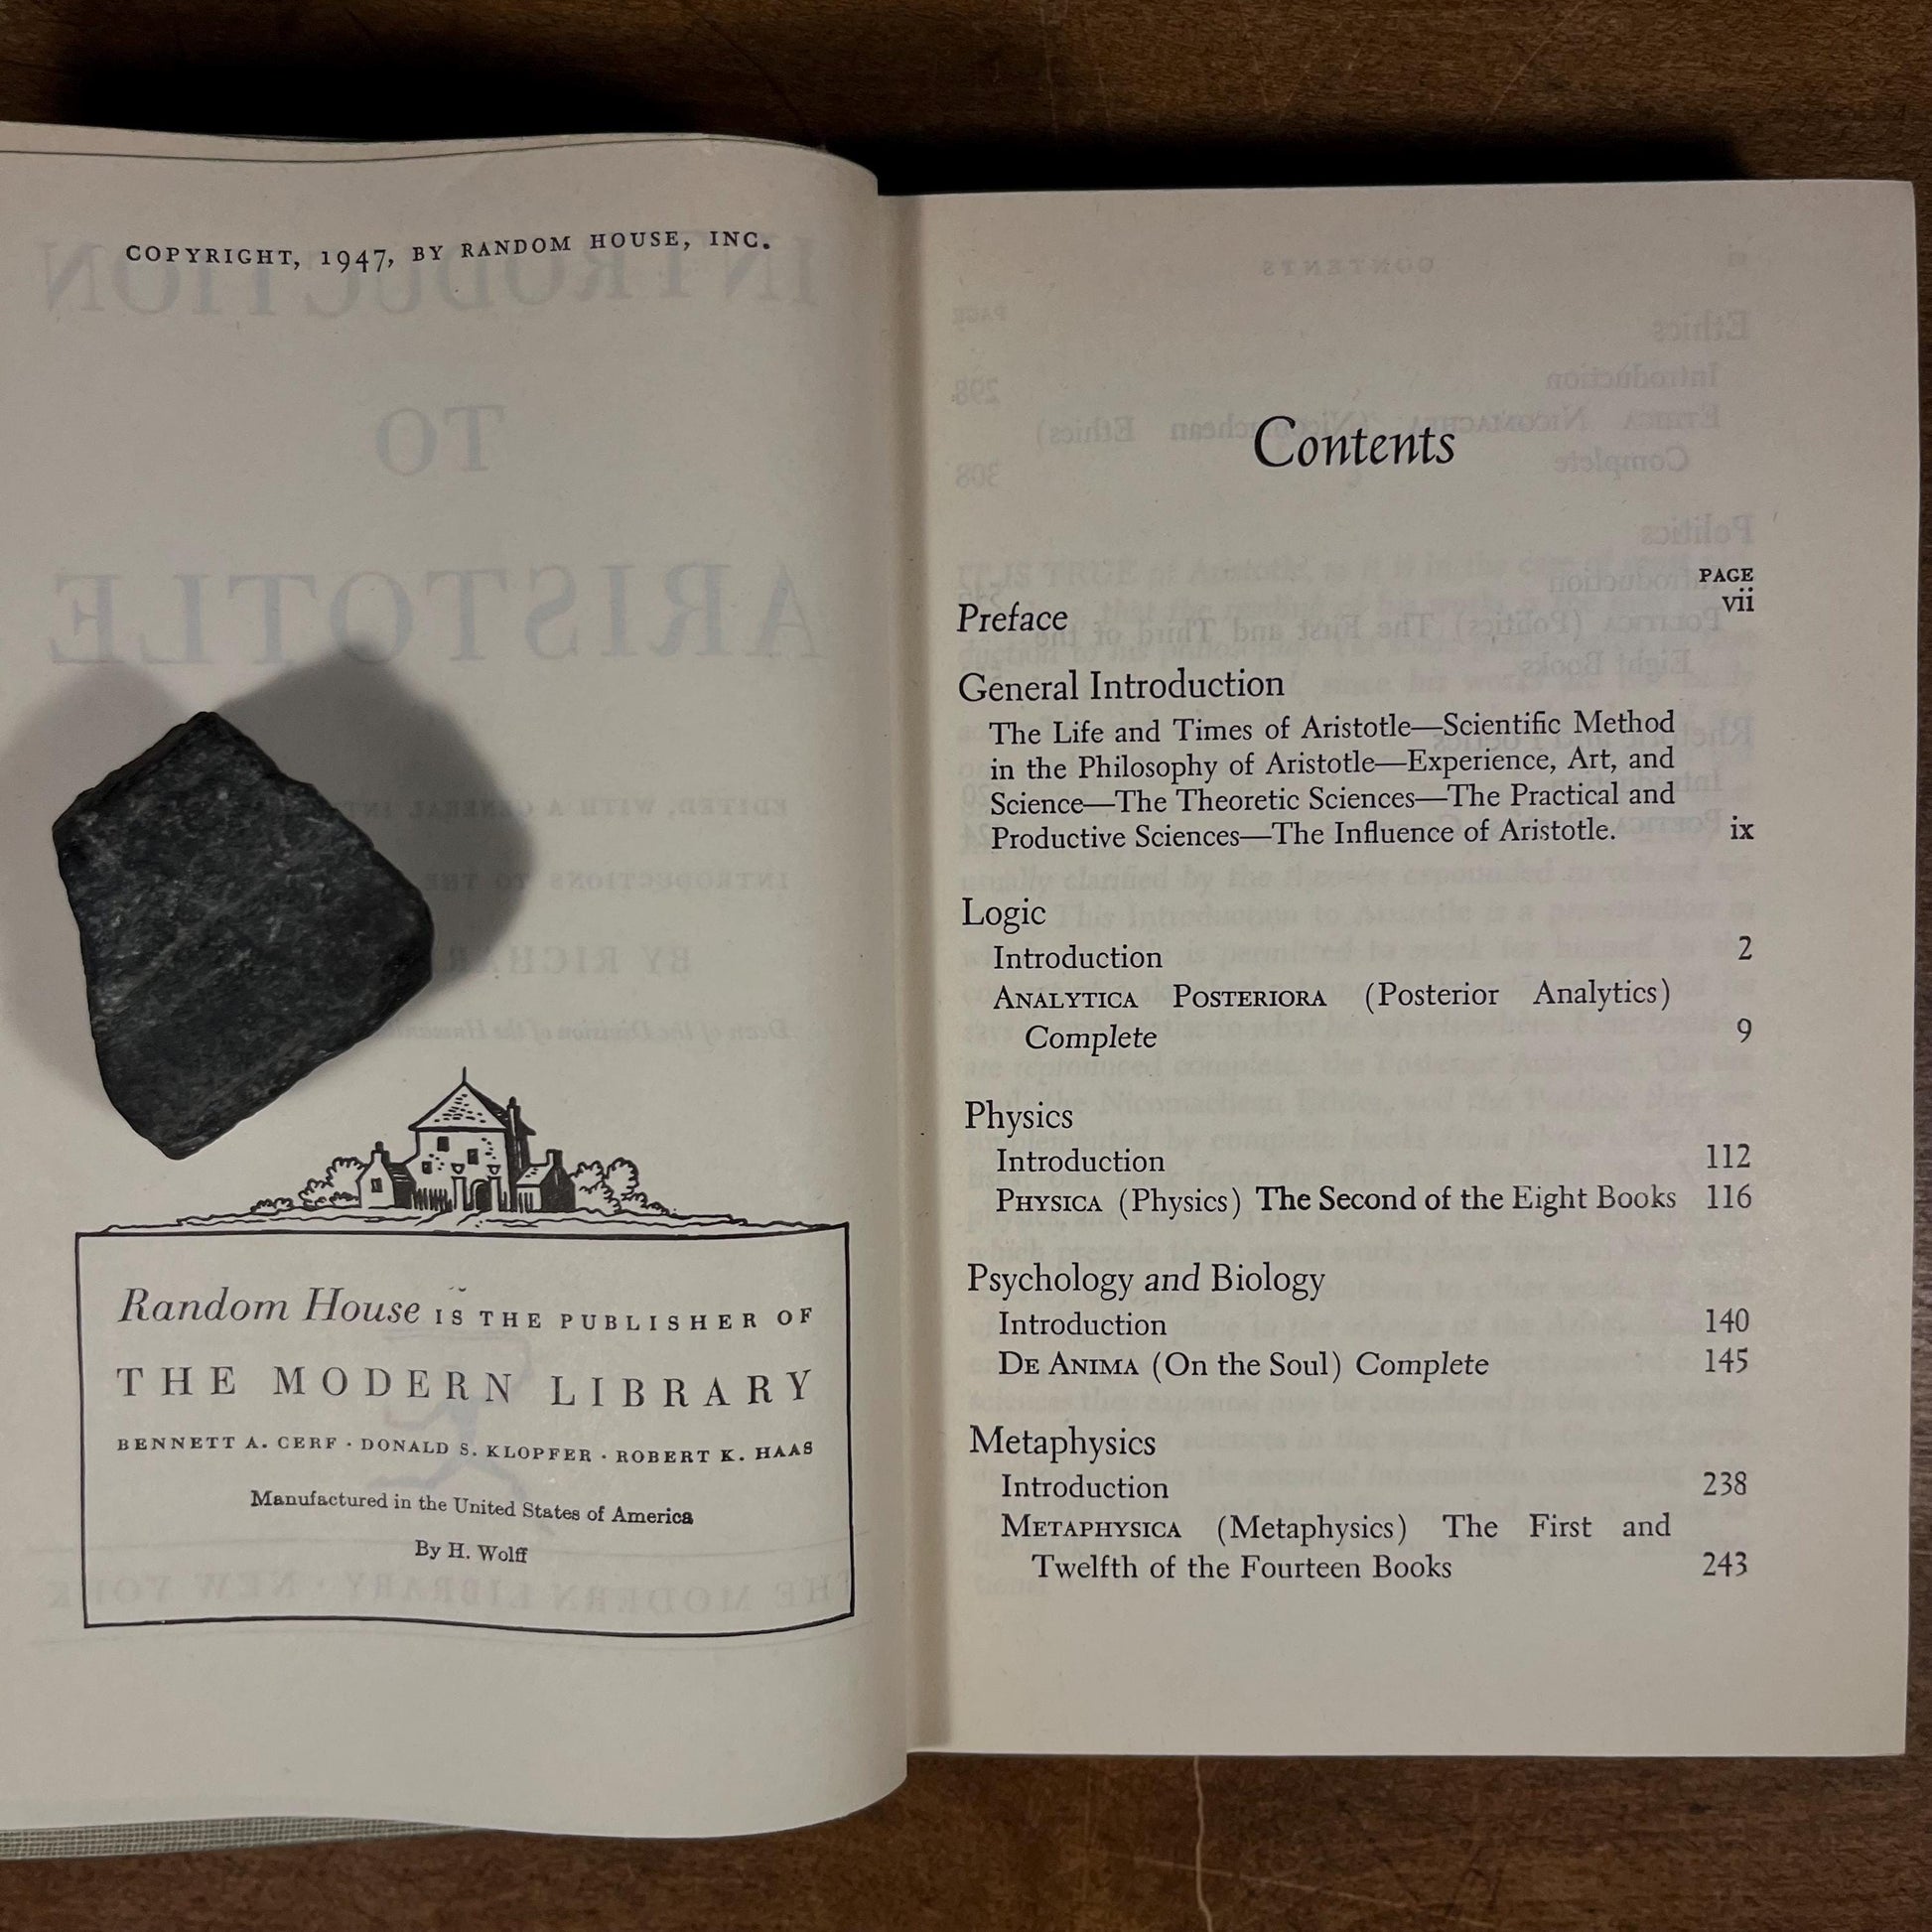 COPYRIGHT, 1947, BY RANDOM HOUSE, INC.
Random House IS THE PUBLISHER OF
THE MODERN LIBRARY
BENNETT A. CERF · DONALD S. KLOPFER · ROBERT K. HAAS
Manufactured in the United States of America
By H. Wolff
Contents
PAGE
Preface vii
General Introduction
The Life and Times of Aristotle—Scientific Method
in the Philosophy of Aristotle—Experience, Art, and
Science—The Theoretic Sciences—The Practical and
Productive Sciences—The Influence of Aristotle. ix
Logic
Introduction 2
ANALYTICA POSTERIORA (Posterior Analytics)
Complete 9
Physics
Introduction 112
PHYSICA (Physics) The Second of the Eight Books 116
Psychology and Biology
Introduction 140
DE ANIMA (On the Soul) Complete 145
Metaphysics
Introduction 238
METAPHYSICA (Metaphysics) The First and
Twelfth of the Fourteen Books 243